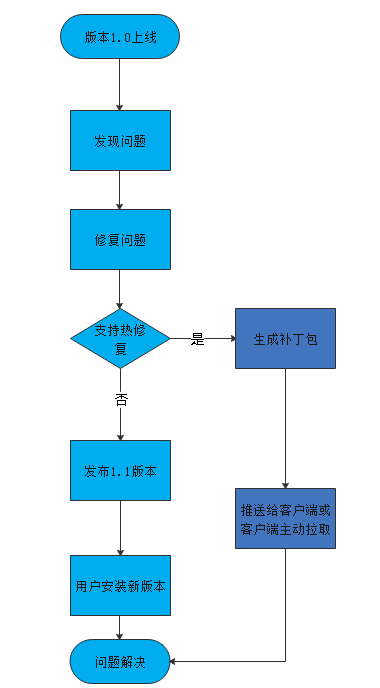 版本1.0上线
发现问题
修复问题
支持热修
复
是
生成补丁包
否
发布1.1版本
推送给客户端或
客户端主动拉取
用户安装新版本
问题解决